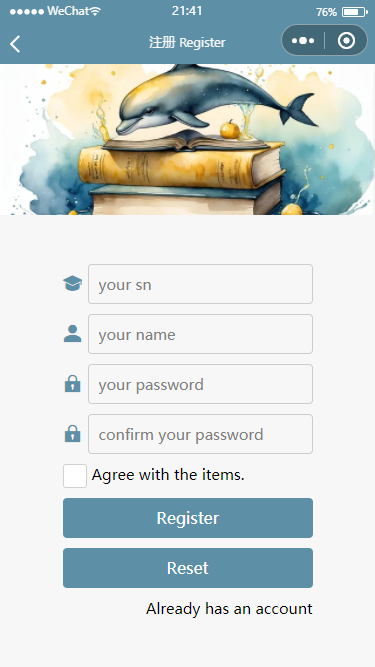 WeChat 21:41 76%
注册 Register
your sn
your name
your password
confirm your password
Agree with the items.
Register
Reset
Already has an account